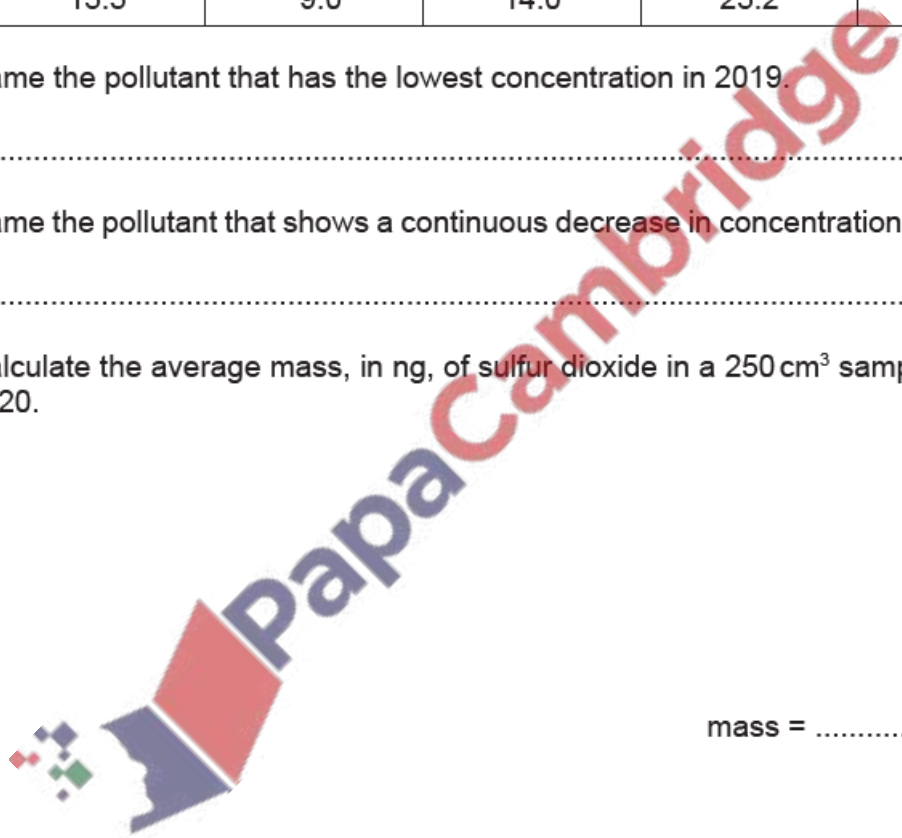 ame the pollutant that has the lowest concentration in 2019.
ame the pollutant that shows a continuous decrease in concentration
alculate the average mass, in ng, of sulfur dioxide in a 250 cm³ samp
20.
mass = ..........
PapaCambridge